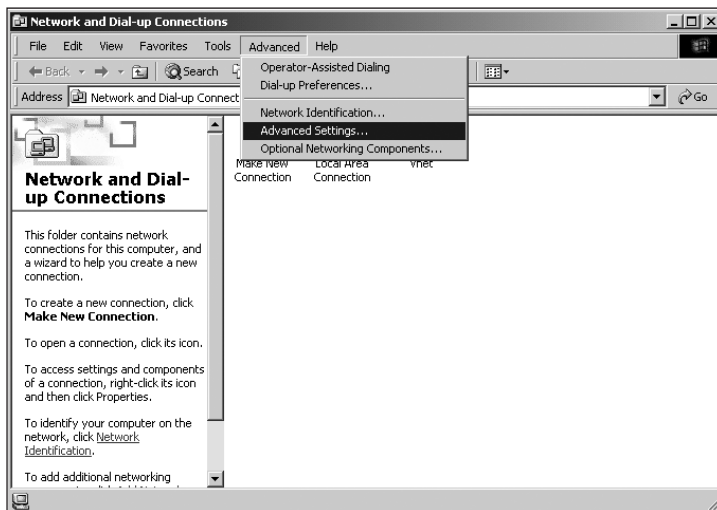 Network and Dial-up Connections
File Edit View Favorites Tools Advanced Help
Back Search
Address Network and Dial-up Connect Go
Operator-Assisted Dialing
Dial-up Preferences...
Network Identification...
Advanced Settings...
Optional Networking Components...
Make New Connection
Local Area Connection
Vnet
Network and Dial-
up Connections
This folder contains network
connections for this computer, and
a wizard to help you create a new
connection.
To create a new connection, click
Make New Connection.
To open a connection, click its icon.
To access settings and components
of a connection, right-click its icon
and then click Properties.
To identify your computer on the
network, click Network
Identification.
To add additional networking